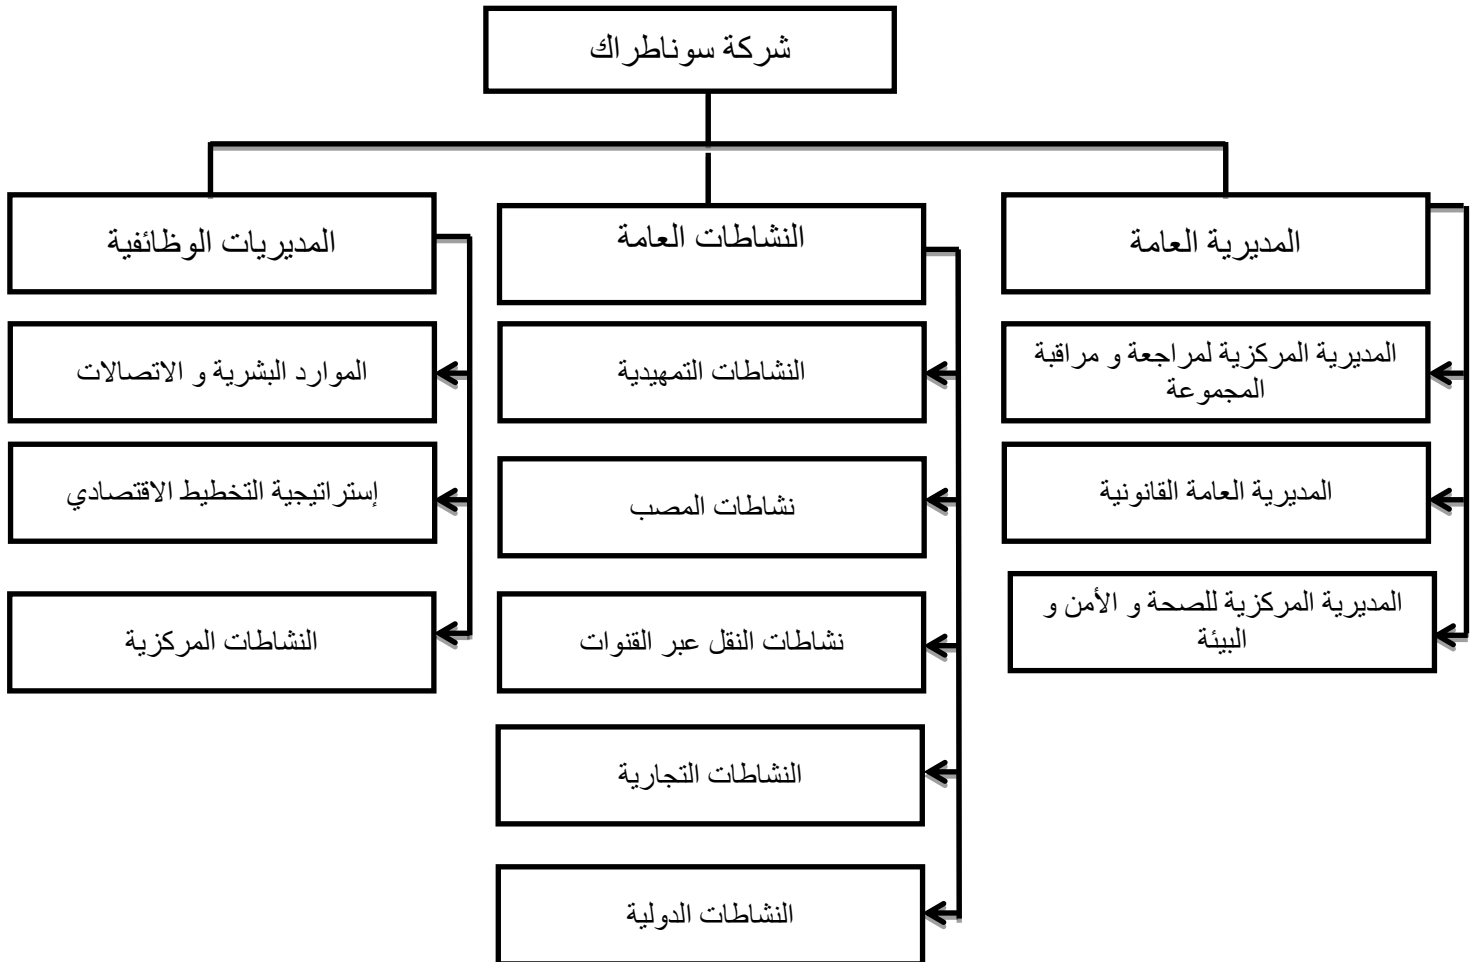 شركة سوناطراك
المديرية العامة
المديرية المركزية لمراجعة و مراقبة
المجموعة
المديرية العامة القانونية
المديرية المركزية للصحة و الأمن و
البيئة
النشاطات العامة
النشاطات التمهيدية
نشاطات المصب
نشاطات النقل عبر القنوات
النشاطات التجارية
النشاطات الدولية
المديريات الوظائفية
الموارد البشرية و الاتصالات
إستراتيجية التخطيط الاقتصادي
النشاطات المركزية